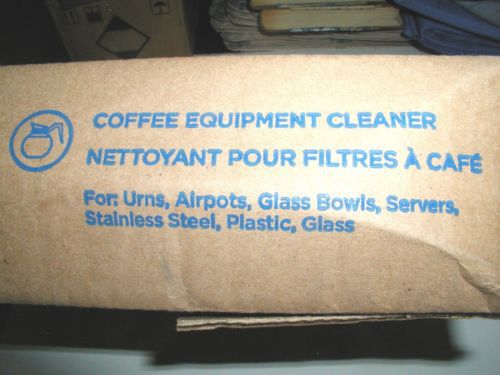 COFFEE EQUIPMENT CLEANER
NETTOYANT POUR FILTRES À CAFÉ
For: Urns, Airpots, Glass Bowls, Servers,
Stainless Steel, Plastic, Glass